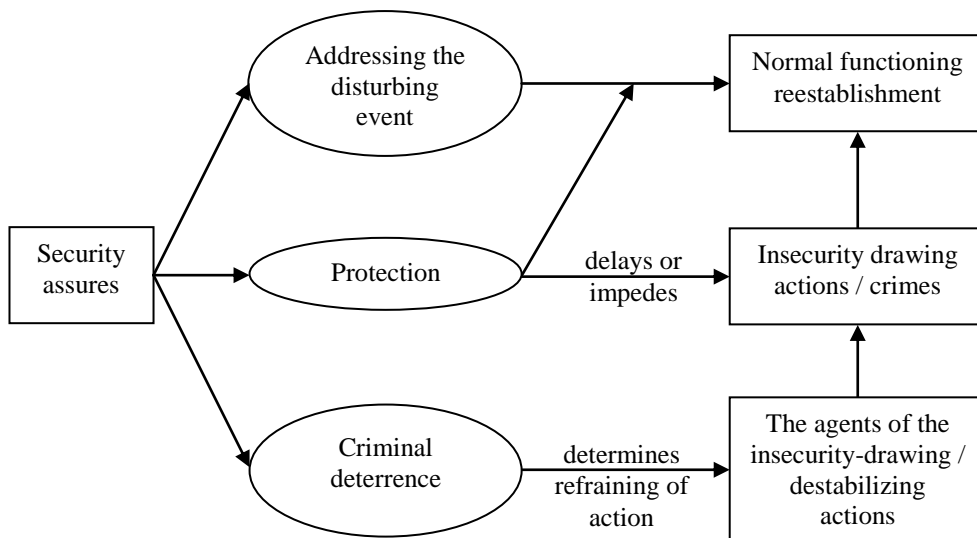 Addressing the
disturbing
event
Normal functioning
reestablishment
Security
assures
Protection
delays or
impedes
Insecurity drawing
actions / crimes
Criminal
deterrence
determines
refraining of
action
The agents of the
insecurity-drawing /
destabilizing
actions